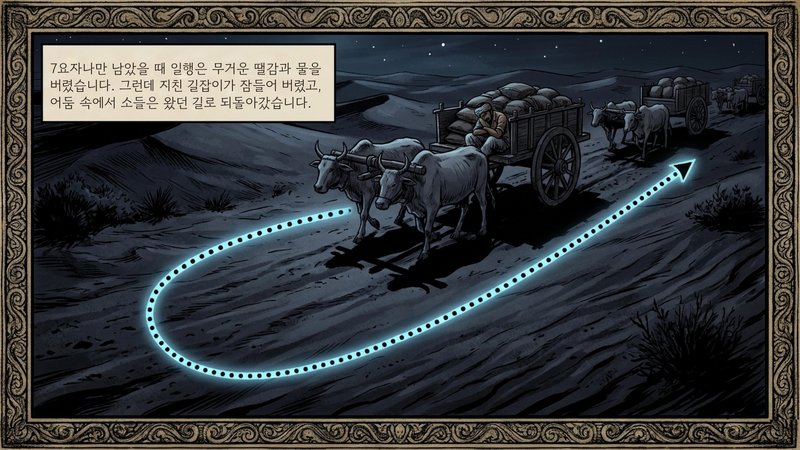 7요자나만 남았을 때 일행은 무거운 땔감과 물을
버렸습니다. 그런데 지친 길잡이가 잠들어 버렸고,
어둠 속에서 소들은 왔던 길로 되돌아갔습니다.